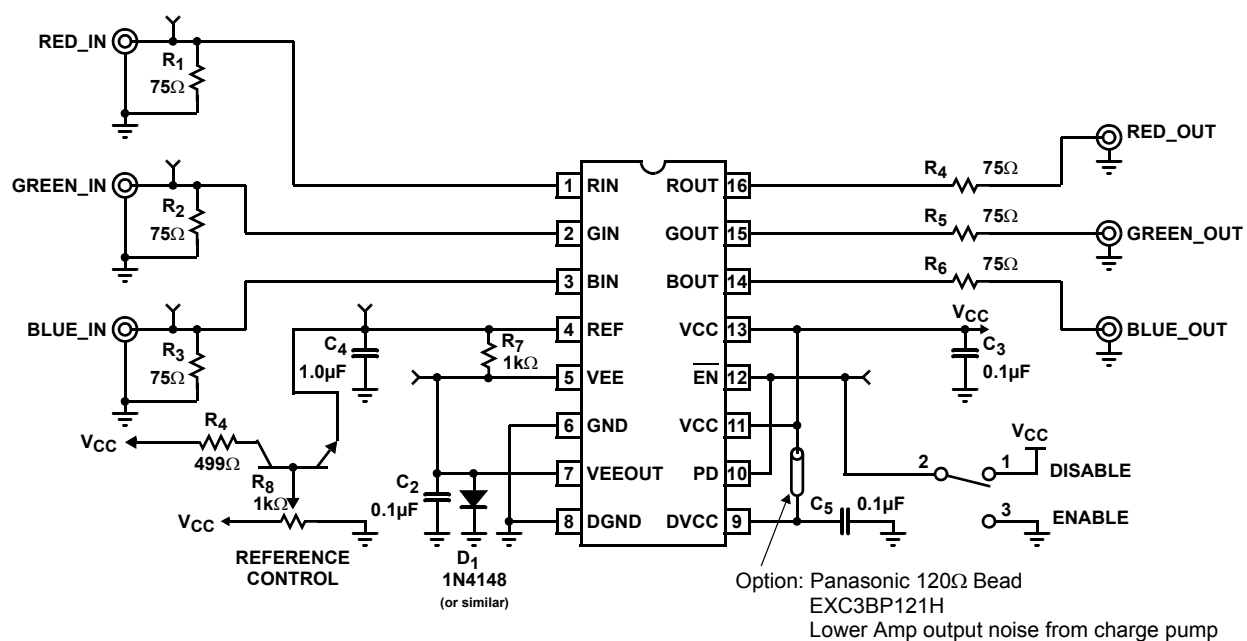 RED_IN
R1
75Ω
GREEN_IN
R2
75Ω
BLUE_IN
R3
75Ω
C4
1.0µF
R7
1kΩ
VCC
R4
499Ω
R8
1kΩ
VCC
REFERENCE
CONTROL
C2
0.1µF
D1
1N4148
(or similar)
1 RIN ROUT 16
2 GIN GOUT 15
3 BIN BOUT 14
4 REF VCC 13
5 VEE EN 12
6 GND VCC 11
7 VEEOUT PD 10
8 DGND DVCC 9
R4 75Ω
RED_OUT
R5 75Ω
GREEN_OUT
R6 75Ω
BLUE_OUT
VCC
C3
0.1µF
VCC
2 1
DISABLE
3 ENABLE
C5 0.1µF
Option: Panasonic 120Ω Bead
EXC3BP121H
Lower Amp output noise from charge pump